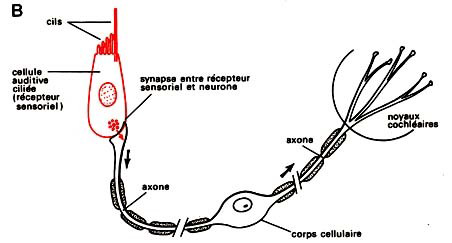 B
cils
cellule
auditive
ciliée
(récepteur
sensoriel)
synapse entre récepteur
sensoriel et neurone
axone
axone
noyaux
cochléaires
corps cellulaire